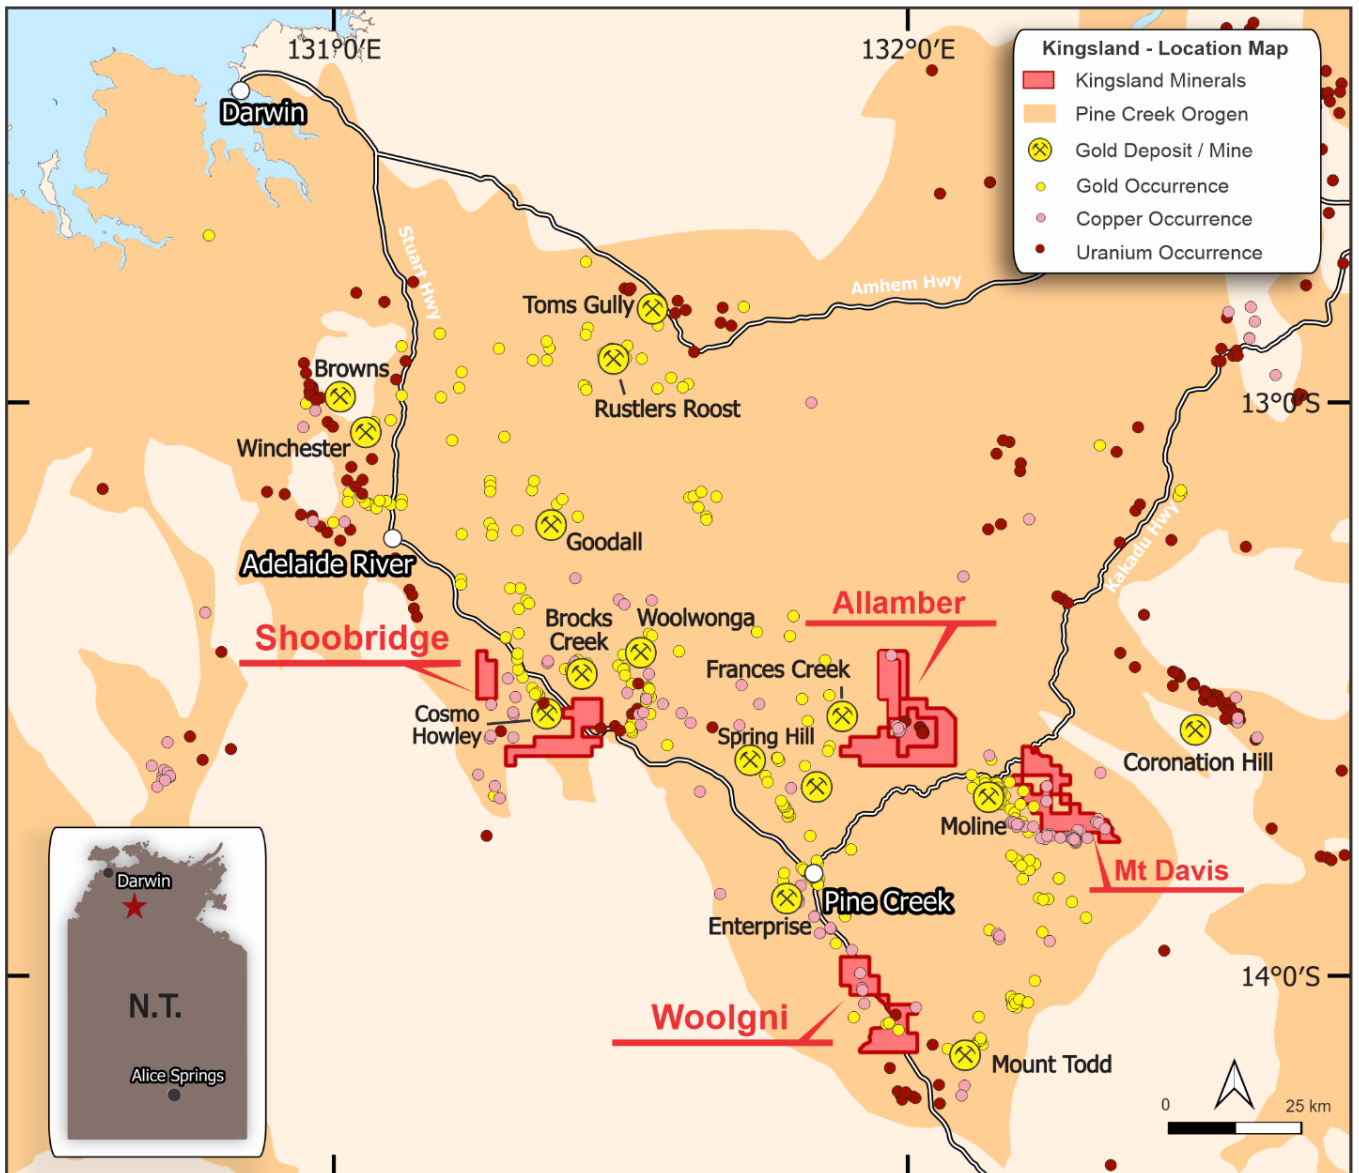 131°0'E
132°0'E
Kingsland - Location Map
Kingsland Minerals
Pine Creek Orogen
Gold Deposit / Mine
Gold Occurrence
Copper Occurrence
Uranium Occurrence
Darwin
Stuart Hwy
Arnhem Hwy
Toms Gully
Rustlers Roost
Browns
Winchester
13°0'S
Goodall
Adelaide River
Kakadu Hwy
Allamber
Brocks
Creek
Woolwonga
Shoobridge
Frances Creek
Cosmo
Howley
Spring Hill
Coronation Hill
Moline
Mt Davis
Pine Creek
Enterprise
14°0'S
Woolgni
Mount Todd
Darwin
N.T.
Alice Springs
0
25 km